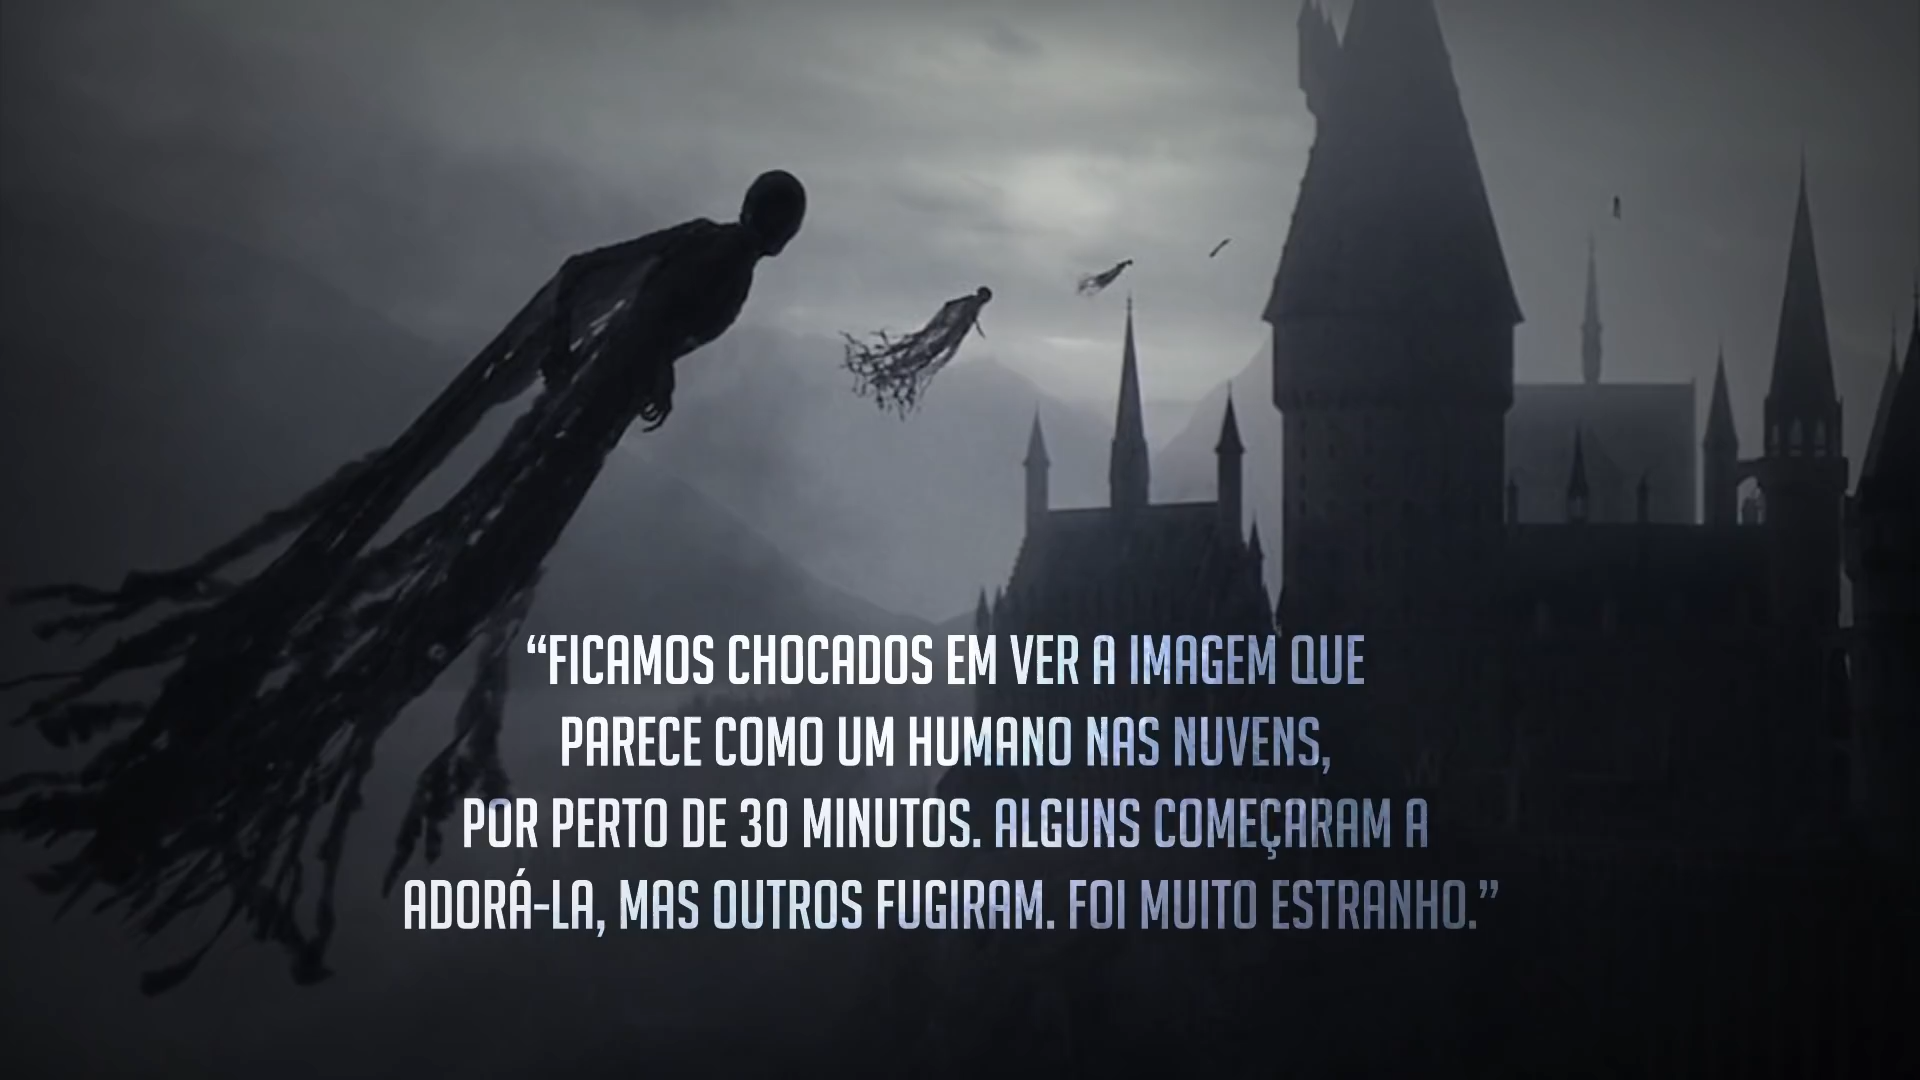 “FICAMOS CHOCADOS EM VER A IMAGEM QUE
PARECE COMO UM HUMANO NAS NUVENS,
POR PERTO DE 30 MINUTOS. ALGUNS COMEÇARAM A
ADORÁ-LA, MAS OUTROS FUGIRAM. FOI MUITO ESTRANHO.”